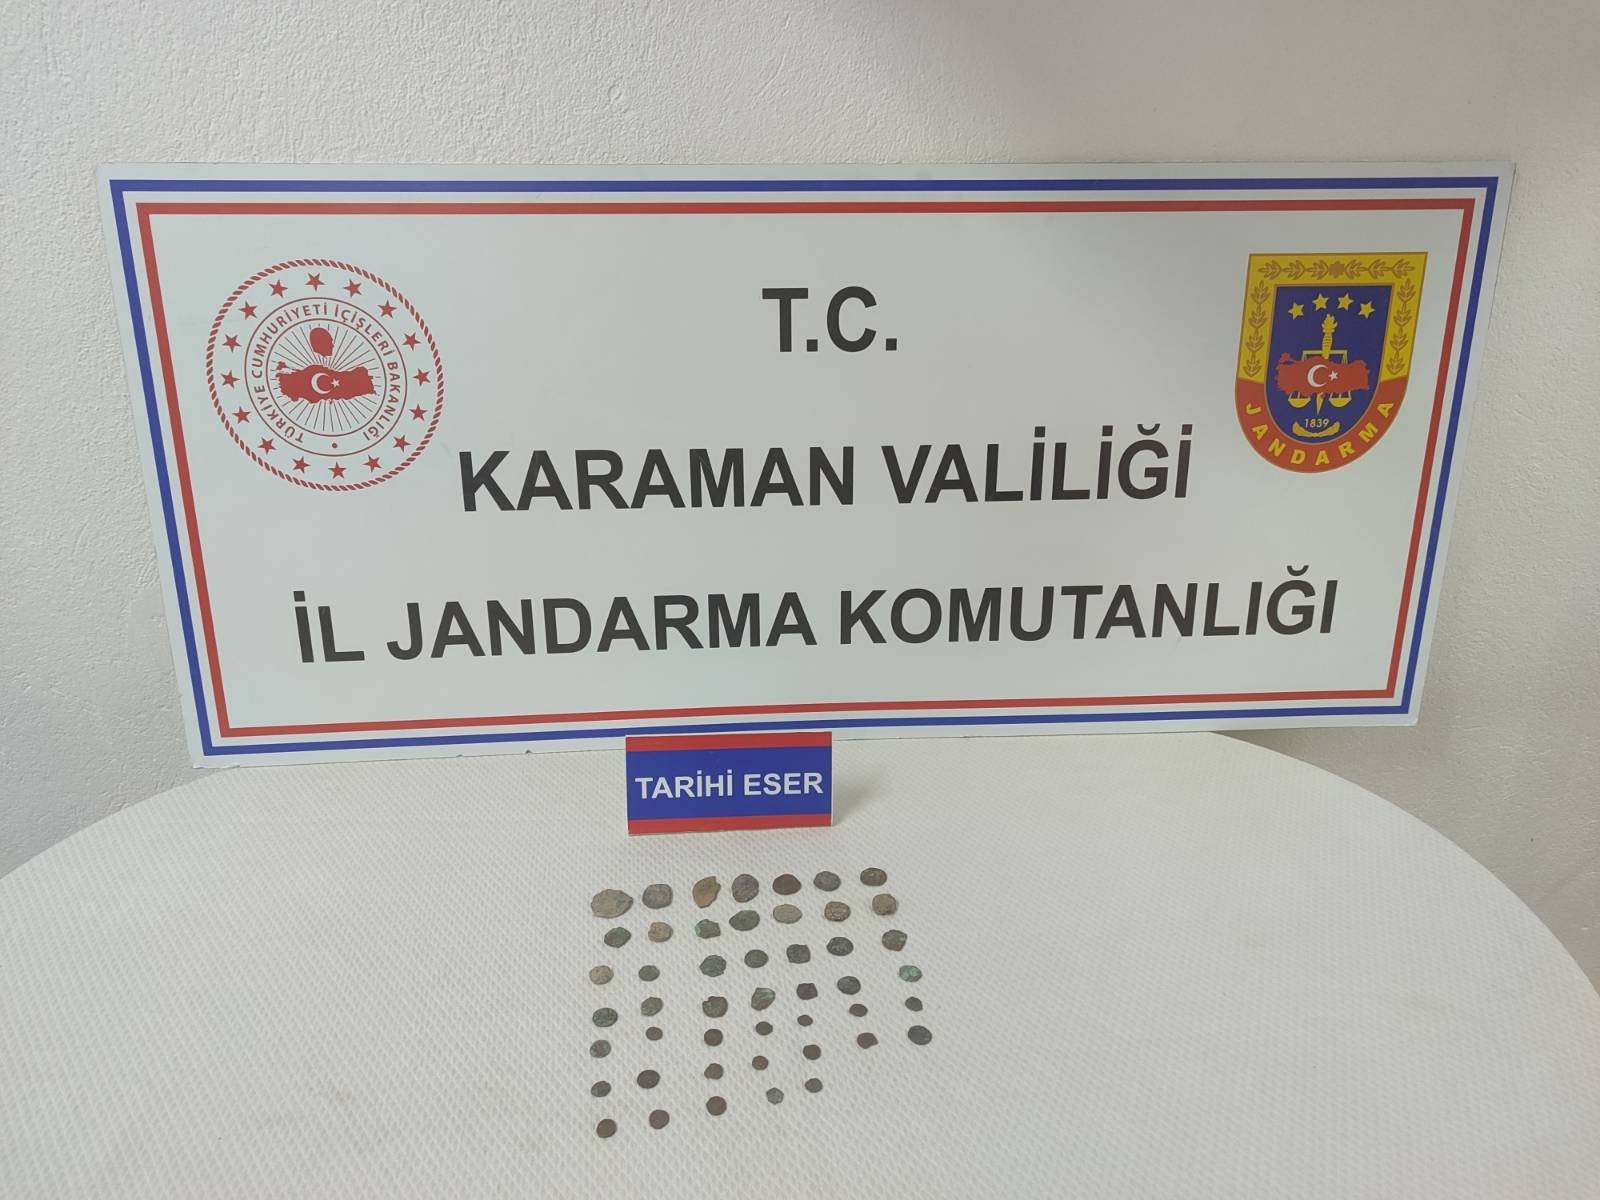 T.C.
KARAMAN VALİLİĞİ
İL JANDARMA KOMUTANLIĞI
TÜRKİYE CUMHURİYETİ İÇİŞLERİ BAKANLIĞI
1839
JANDARMA
TARİHİ ESER